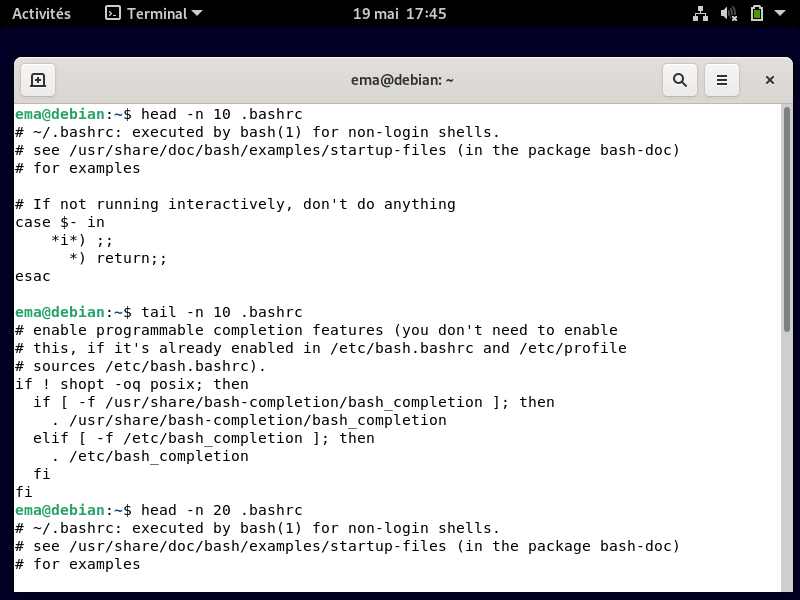 Activités Terminal 19 mai 17:45
ema@debian: ~
ema@debian:~$ head -n 10 .bashrc
# ~/.bashrc: executed by bash(1) for non-login shells.
# see /usr/share/doc/bash/examples/startup-files (in the package bash-doc)
# for examples

# If not running interactively, don't do anything
case $- in
    *i*) ;;
      *) return;;
esac

ema@debian:~$ tail -n 10 .bashrc
# enable programmable completion features (you don't need to enable
# this, if it's already enabled in /etc/bash.bashrc and /etc/profile
# sources /etc/bash.bashrc).
if ! shopt -oq posix; then
  if [ -f /usr/share/bash-completion/bash_completion ]; then
    . /usr/share/bash-completion/bash_completion
  elif [ -f /etc/bash_completion ]; then
    . /etc/bash_completion
  fi
fi
ema@debian:~$ head -n 20 .bashrc
# ~/.bashrc: executed by bash(1) for non-login shells.
# see /usr/share/doc/bash/examples/startup-files (in the package bash-doc)
# for examples